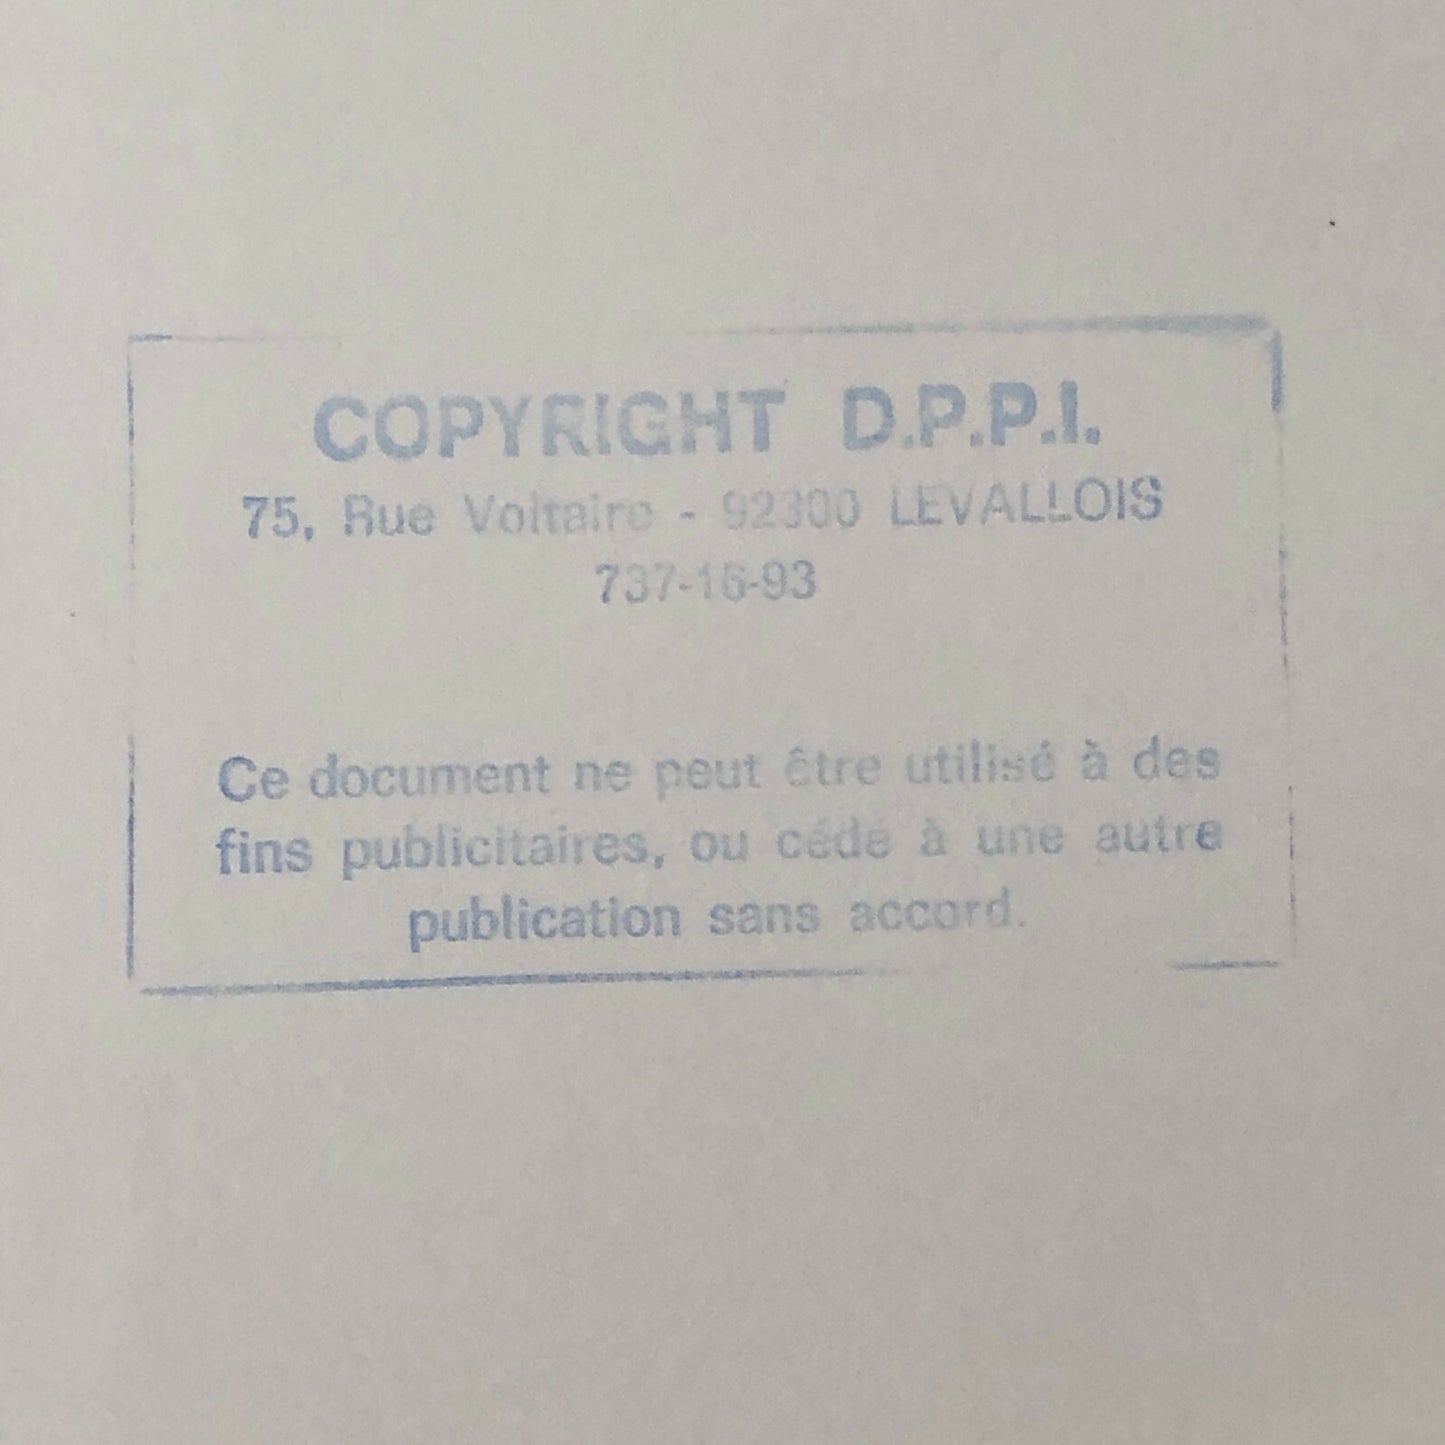 COPYRIGHT D.P.P.I.
75, Rue Voltaire - 92300 LEVALLOIS
737-16-93
Ce document ne peut être utilisé à des
fins publicitaires, ou cédé à une autre
publication sans accord.